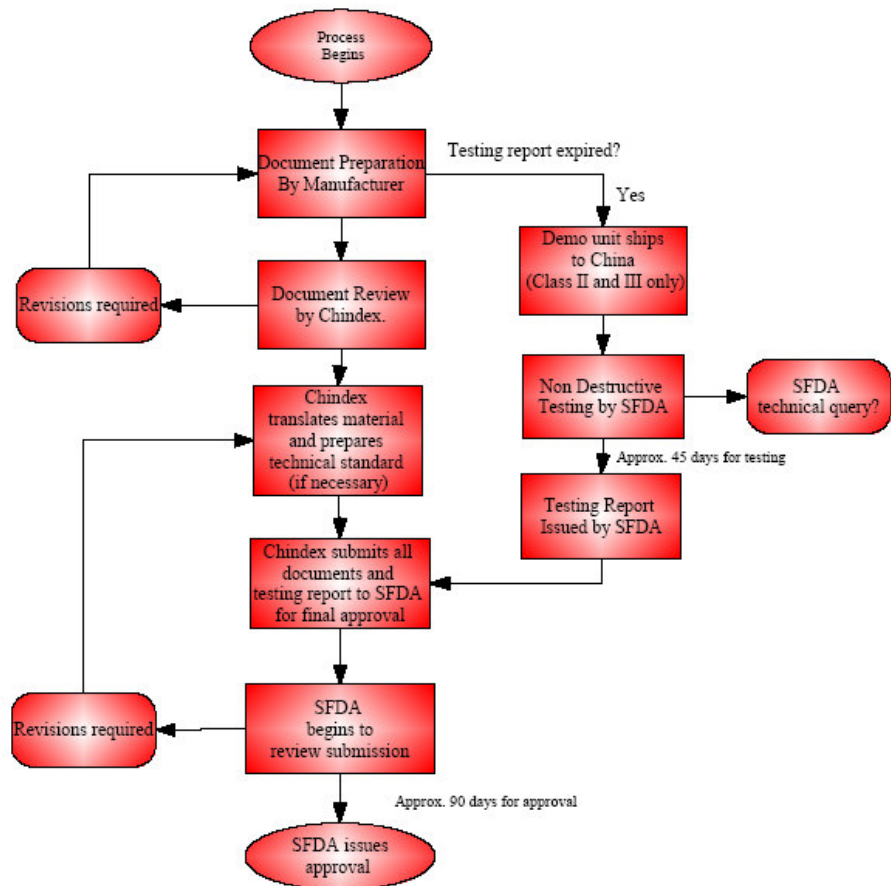 Process
Begins
Document Preparation
By Manufacturer
Testing report expired?
Yes
Demo unit ships
to China
(Class II and III only)
Revisions required
Document Review
by Chindex.
Non Destructive
Testing by SFDA
SFDA
technical query?
Approx. 45 days for testing
Chindex
translates material
and prepares
technical standard
(if necessary)
Testing Report
Issued by SFDA
Chindex submits all
documents and
testing report to SFDA
for final approval
Revisions required
SFDA
begins to
review submission
Approx. 90 days for approval
SFDA issues
approval